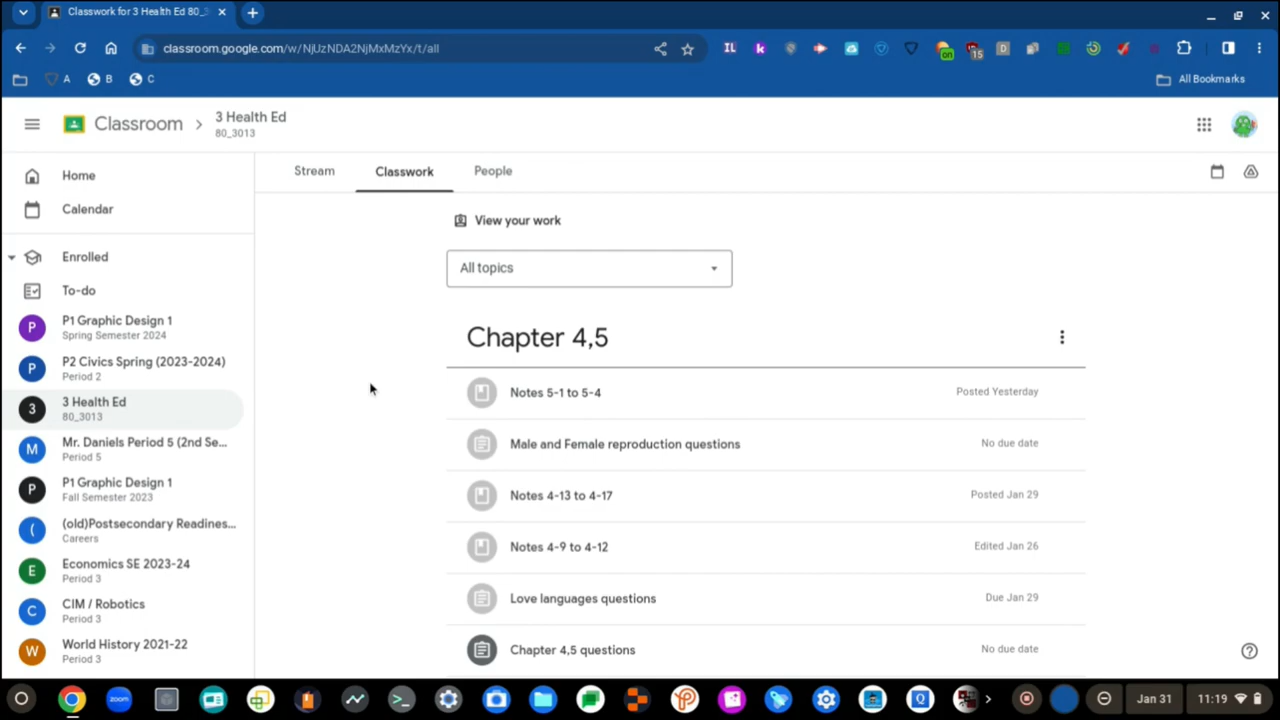 Classwork for 3 Health Ed 80_3
classroom.google.com/w/NjUzNDA2NjMxMzYx/t/all
IL
k
on
15
D
A
B
C
All Bookmarks
Classroom
3 Health Ed
80_3013
Home
Calendar
Enrolled
To-do
P
P1 Graphic Design 1
Spring Semester 2024
P
P2 Civics Spring (2023-2024)
Period 2
3
3 Health Ed
80_3013
M
Mr. Daniels Period 5 (2nd Se...
Period 5
P
P1 Graphic Design 1
Fall Semester 2023
(
(old)Postsecondary Readines...
Careers
E
Economics SE 2023-24
Period 3
C
CIM / Robotics
Period 3
W
World History 2021-22
Period 3
Stream
Classwork
People
View your work
All topics
Chapter 4,5
Notes 5-1 to 5-4
Posted Yesterday
Male and Female reproduction questions
No due date
Notes 4-13 to 4-17
Posted Jan 29
Notes 4-9 to 4-12
Edited Jan 26
Love languages questions
Due Jan 29
Chapter 4,5 questions
No due date
zoom
Q
Jan 31
11:19